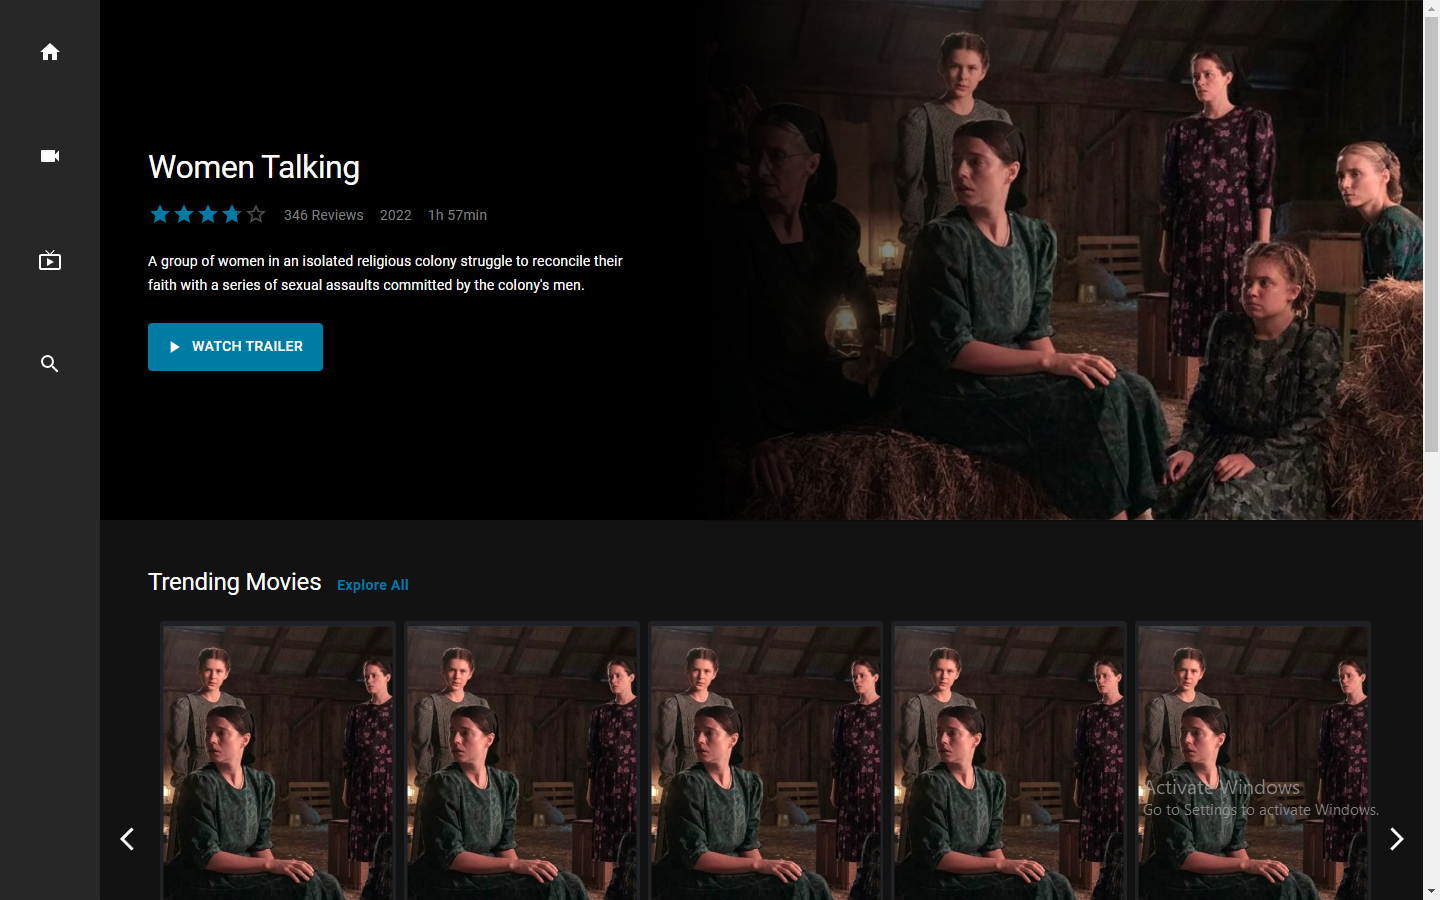 Women Talking
346 Reviews 2022 1h 57min
A group of women in an isolated religious colony struggle to reconcile their
faith with a series of sexual assaults committed by the colony's men.
WATCH TRAILER
Trending Movies Explore All
Activate Windows
Go to Settings to activate Windows.